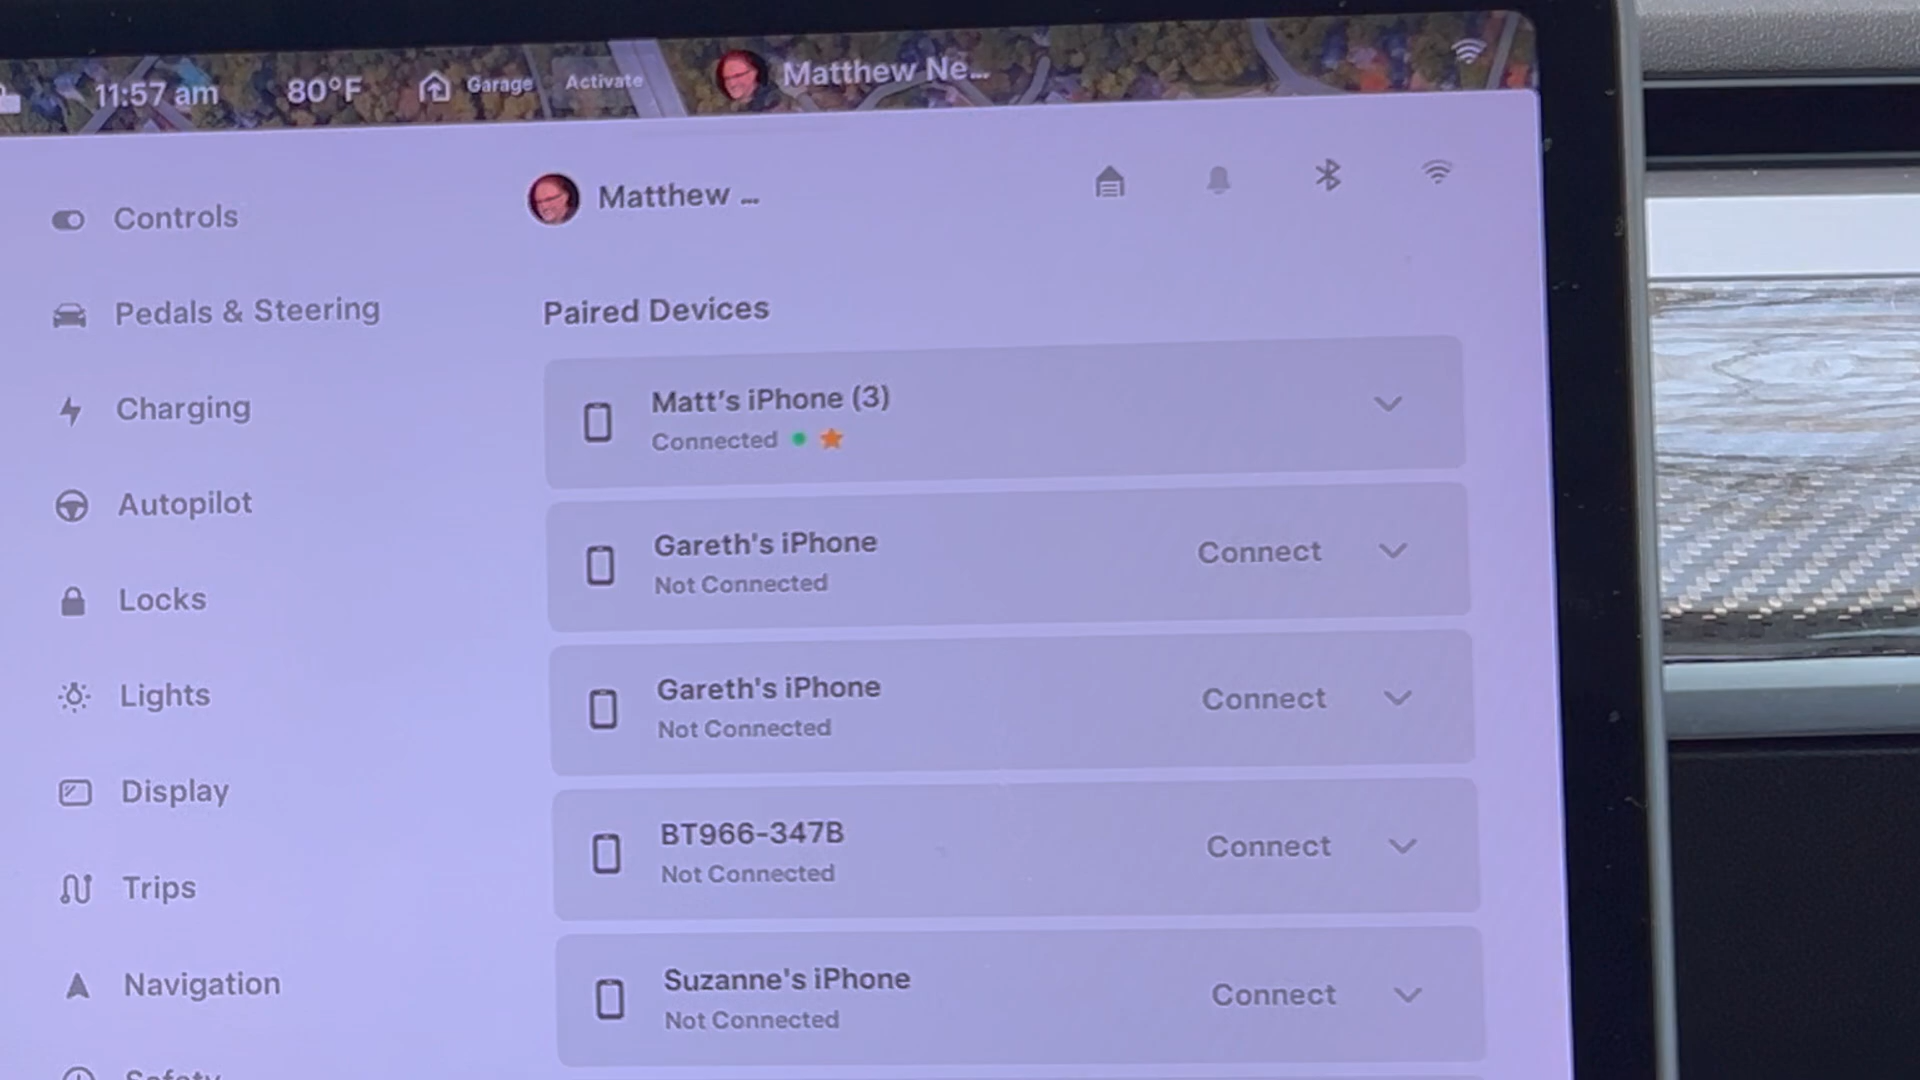 11:57 am 80°F Garage Activate Matthew Ne...
Matthew ...
Controls
Pedals & Steering
Charging
Autopilot
Locks
Lights
Display
Trips
Navigation
Safety
Paired Devices
Matt's iPhone (3)
Connected
Gareth's iPhone
Not Connected
Connect
Gareth's iPhone
Not Connected
Connect
BT966-347B
Not Connected
Connect
Suzanne's iPhone
Not Connected
Connect